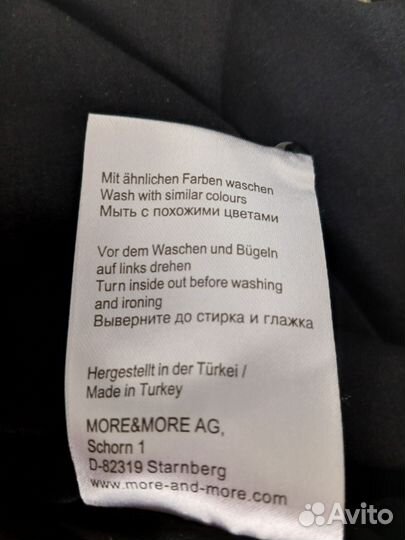 Mit ähnlichen Farben waschen
Wash with similar colours
Мыть с похожими цветами
Vor dem Waschen und Bügeln
auf links drehen
Turn inside out before washing
and ironing
Выверните до стирка и глажка
Hergestellt in der Türkei /
Made in Turkey
MORE&MORE AG,
Schorn 1
D-82319 Starnberg
www.more-and-more.com
Avito